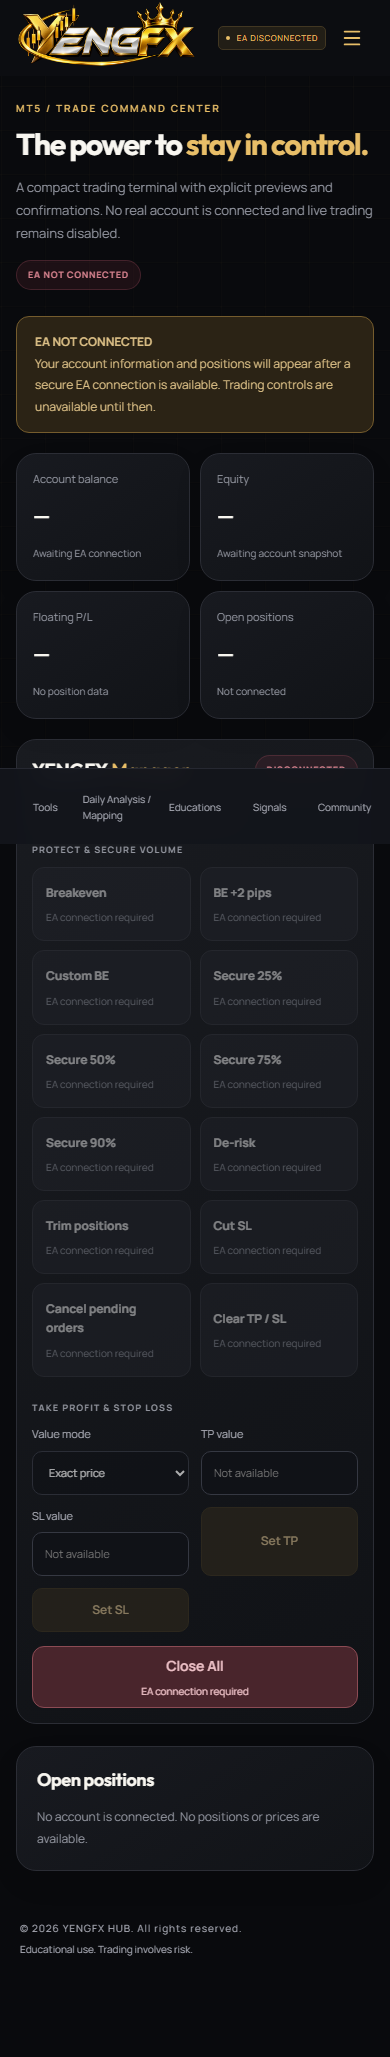 YENGFX
EA DISCONNECTED
MT5 / TRADE COMMAND CENTER
The power to stay in control.
A compact trading terminal with explicit previews and
confirmations. No real account is connected and live trading
remains disabled.
EA NOT CONNECTED
EA NOT CONNECTED
Your account information and positions will appear after a
secure EA connection is available. Trading controls are
unavailable until then.
Account balance
—
Awaiting EA connection
Equity
—
Awaiting account snapshot
Floating P/L
—
No position data
Open positions
—
Not connected
YENGFX M
DISCONNECTED
Tools
Daily Analysis /
Mapping
Educations
Signals
Community
PROTECT & SECURE VOLUME
Breakeven
EA connection required
BE +2 pips
EA connection required
Custom BE
EA connection required
Secure 25%
EA connection required
Secure 50%
EA connection required
Secure 75%
EA connection required
Secure 90%
EA connection required
De-risk
EA connection required
Trim positions
EA connection required
Cut SL
EA connection required
Cancel pending
orders
EA connection required
Clear TP / SL
EA connection required
TAKE PROFIT & STOP LOSS
Value mode
Exact price
TP value
Not available
SL value
Not available
Set TP
Set SL
Close All
EA connection required
Open positions
No account is connected. No positions or prices are
available.
© 2026 YENGFX HUB. All rights reserved.
Educational use. Trading involves risk.